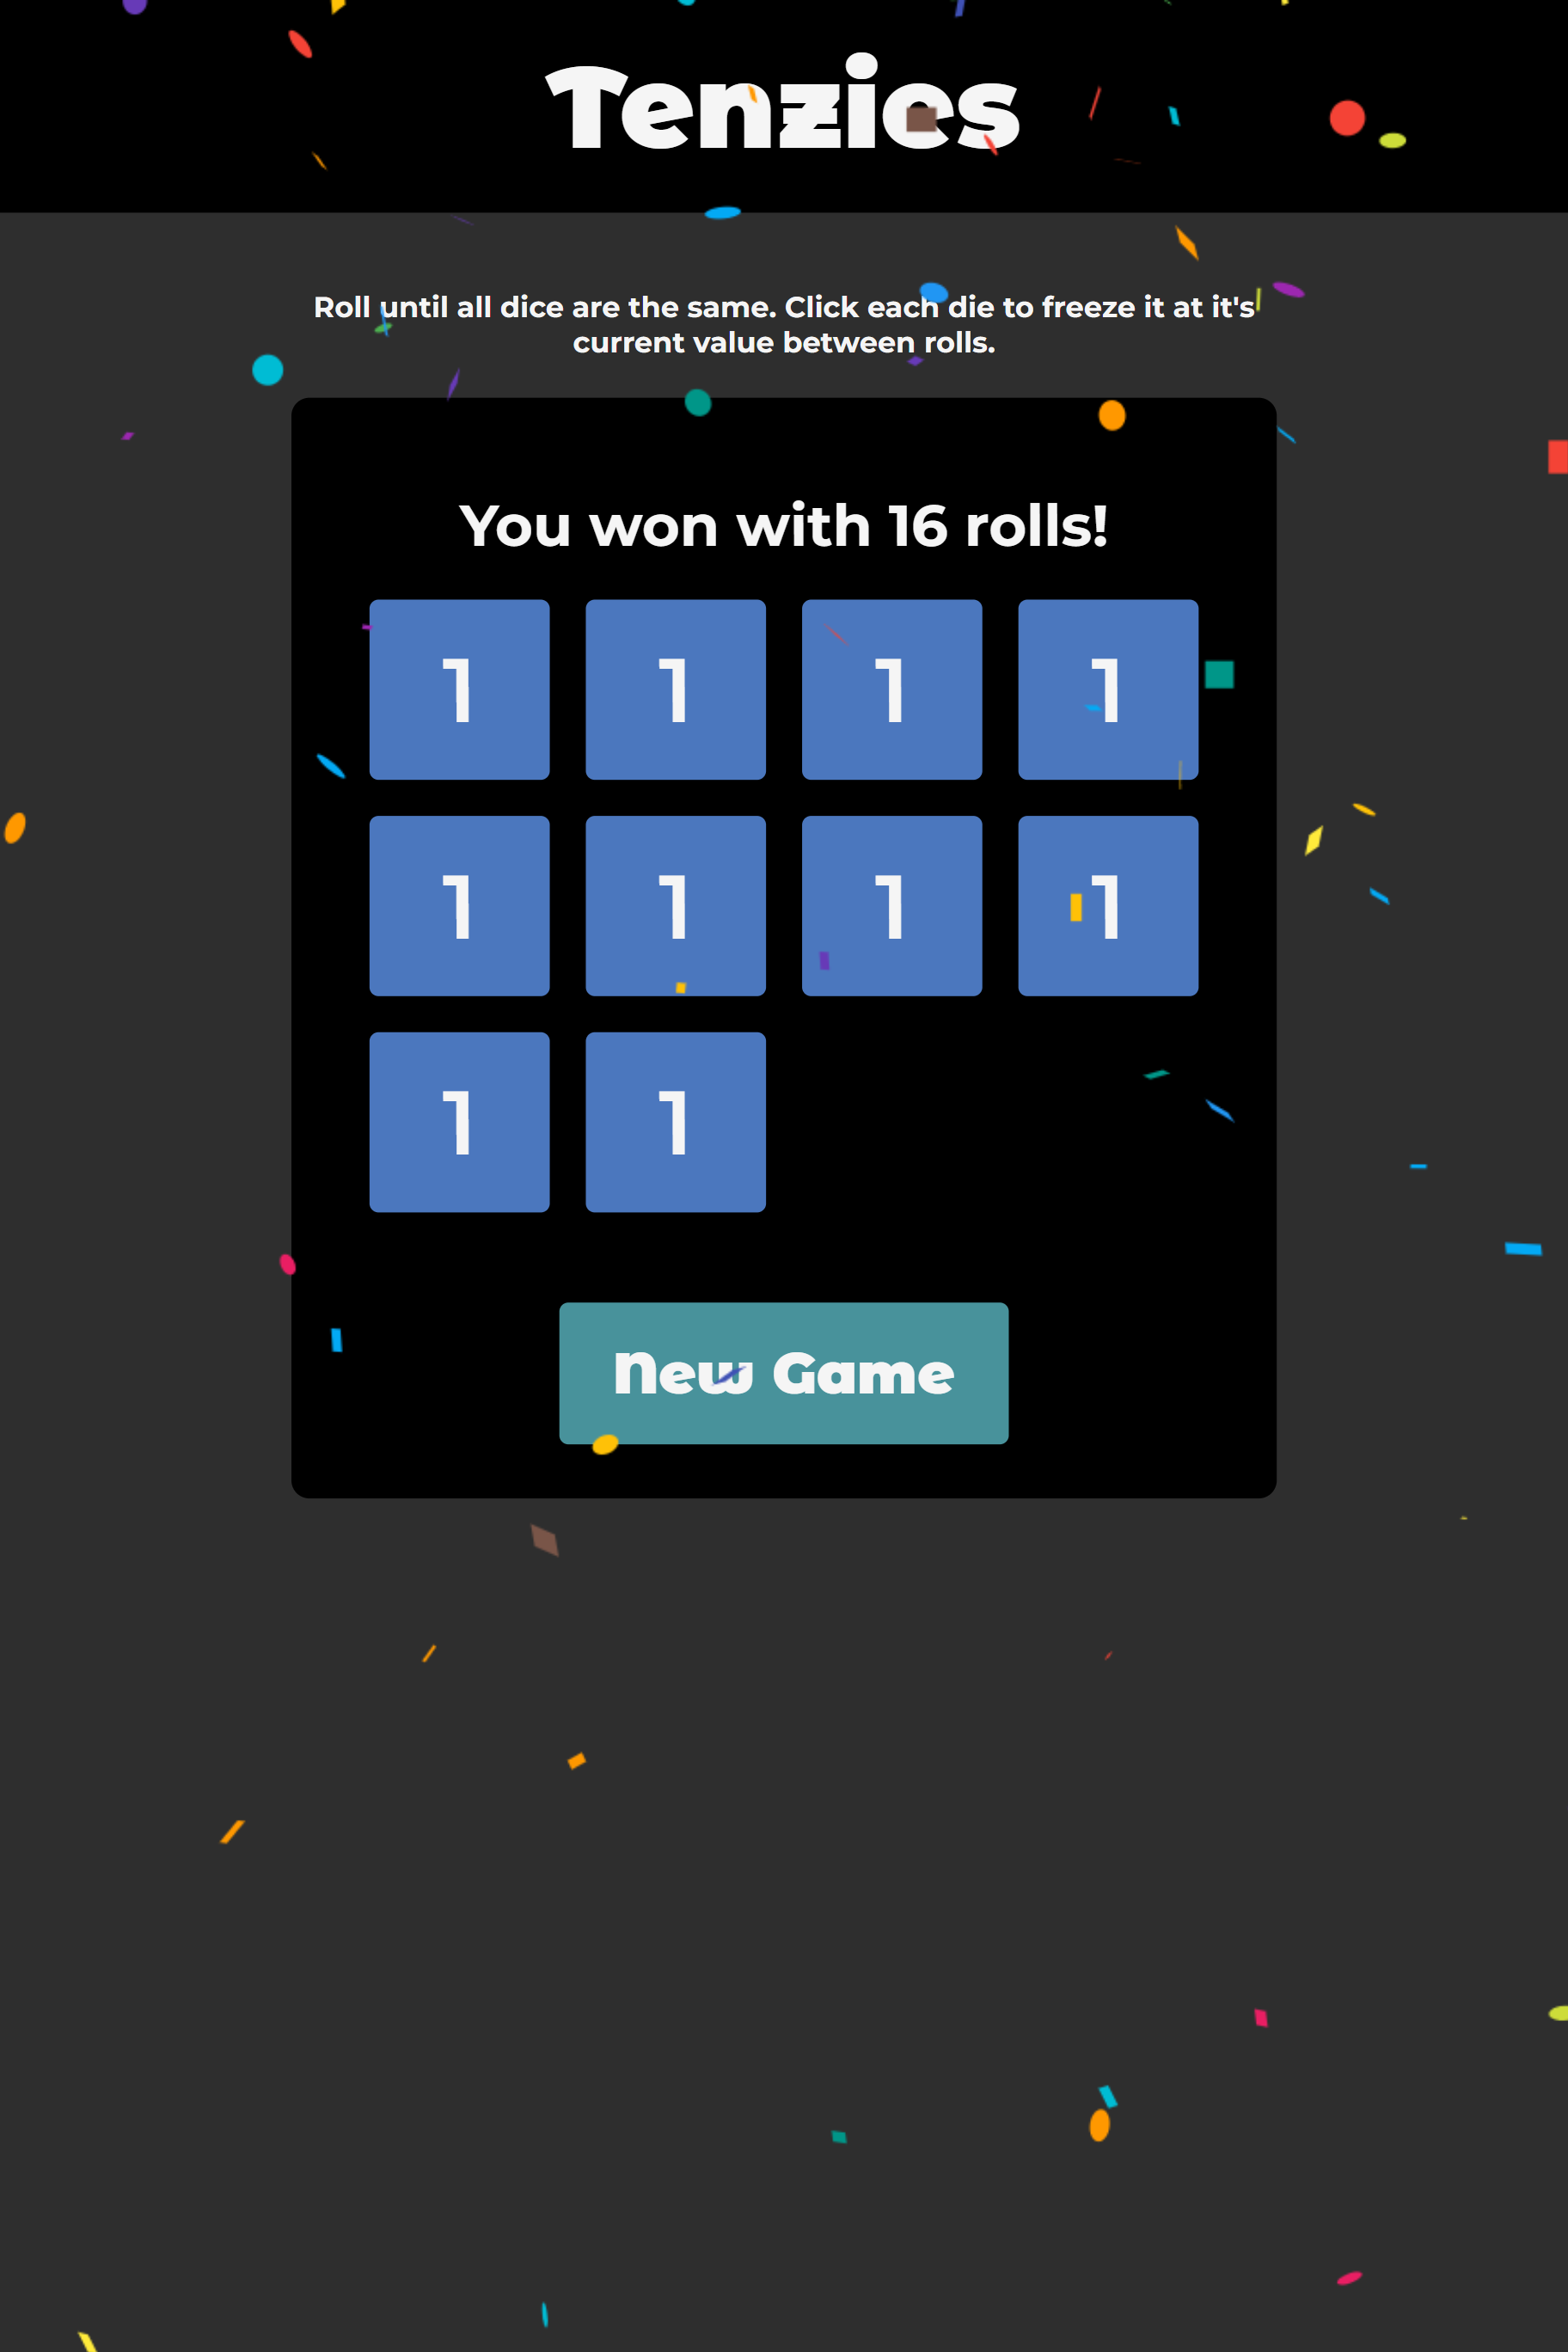 Tenzies
Roll until all dice are the same. Click each die to freeze it at it's
current value between rolls.
You won with 16 rolls!
1 1 1 1
1 1 1 1
1 1
New Game